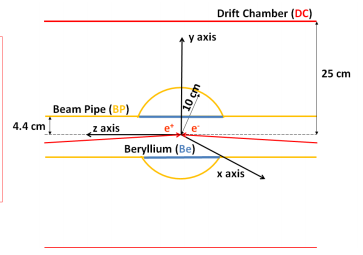 Drift Chamber (DC)
y axis
25 cm
10 cm
Beam Pipe (BP)
4.4 cm
z axis
e⁺ e⁻
Beryllium (Be)
x axis